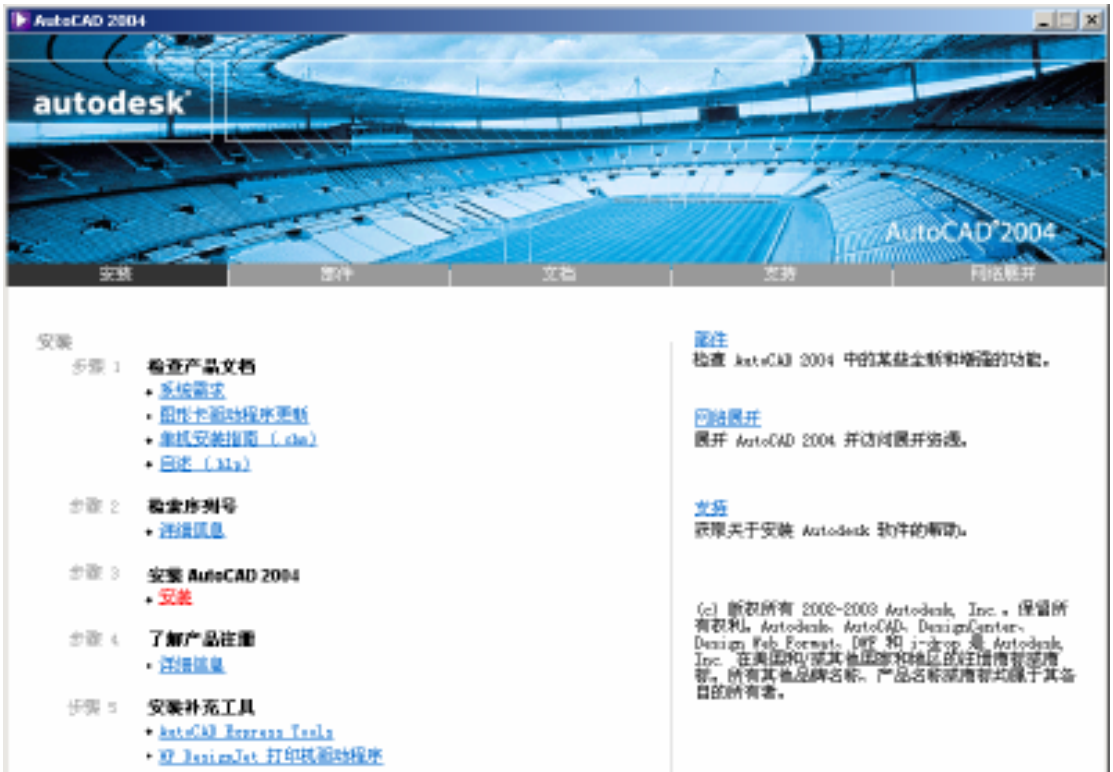 AutoCAD 2004
autodesk®
AutoCAD®2004
安装 部件 文档 支持 网络展开
安装
步骤 1 检查产品文档
系统需求
图形卡驱动程序更新
单机安装指南 (.chm)
自述 (.hlp)
步骤 2 检索序列号
详细信息
步骤 3 安装 AutoCAD 2004
安装
步骤 4 了解产品注册
详细信息
步骤 5 安装补充工具
AutoCAD Express Tools
HP DesignJet 打印机驱动程序
部件
检查 AutoCAD 2004 中的某些全新和增强的功能。
网络展开
展开 AutoCAD 2004 并访问展开资源。
支持
获取关于安装 Autodesk 软件的帮助。
(c) 版权所有 2002-2003 Autodesk, Inc.。保留所
有权利。Autodesk、AutoCAD、DesignCenter、
Design Web Format、DWF 和 i-drop 是 Autodesk,
Inc. 在美国和/或其他国家和地区的注册商标或商
标。所有其他品牌名称、产品名称或商标均属于其各
自的所有者。